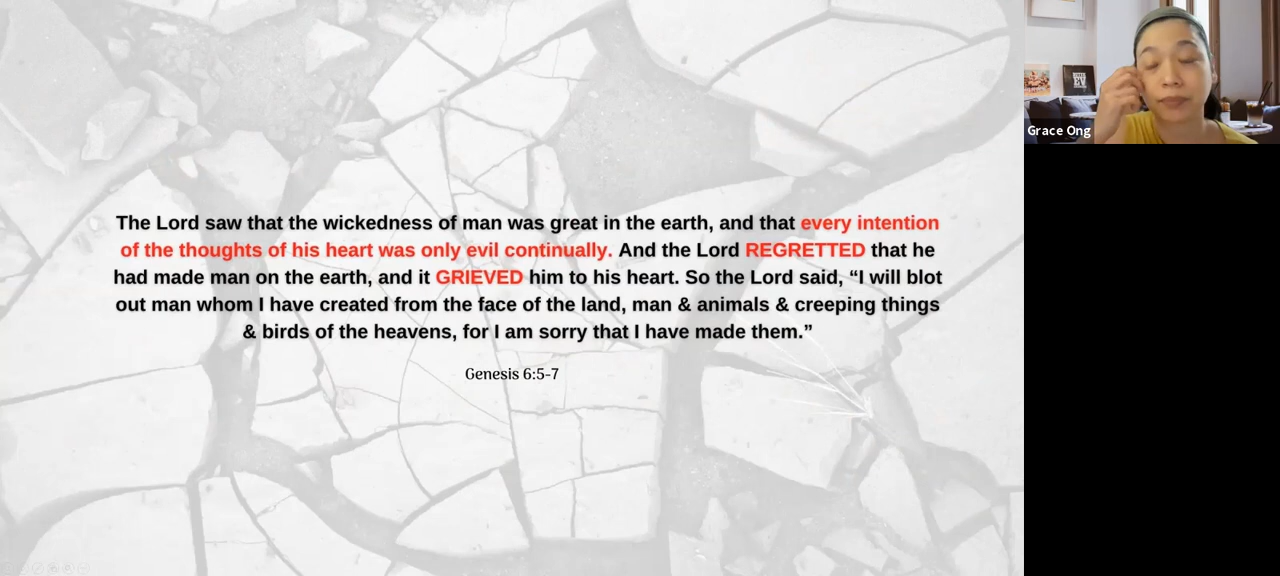 The Lord saw that the wickedness of man was great in the earth, and that every intention
of the thoughts of his heart was only evil continually. And the Lord REGRETTED that he
had made man on the earth, and it GRIEVED him to his heart. So the Lord said, “I will blot
out man whom I have created from the face of the land, man & animals & creeping things
& birds of the heavens, for I am sorry that I have made them.”
Genesis 6:5-7
Grace Ong